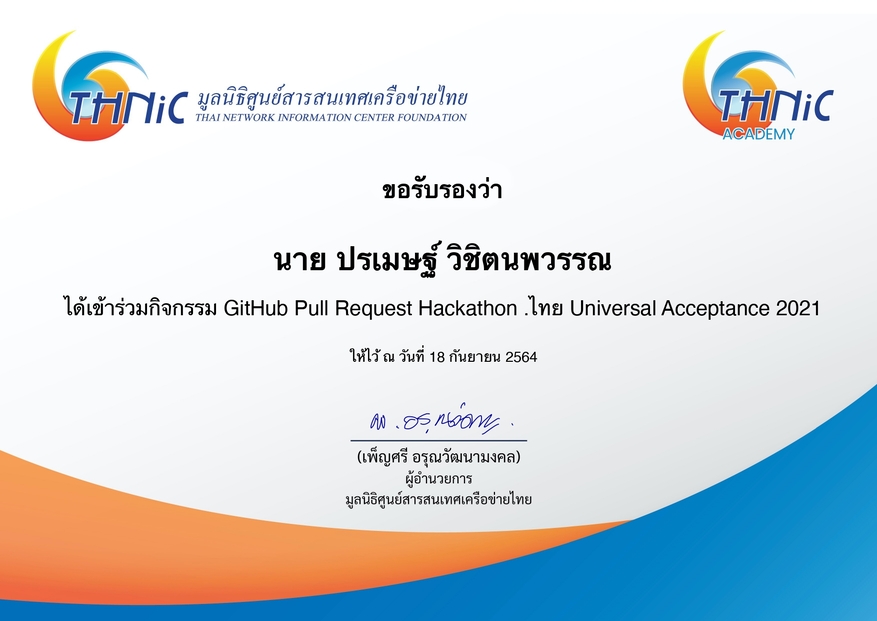 THNiC
มูลนิธิศูนย์สารสนเทศเครือข่ายไทย
THAI NETWORK INFORMATION CENTER FOUNDATION
THNiC
ACADEMY
ขอรับรองว่า
นาย ปรเมษฐ์ วิชิตนพวรรณ
ได้เข้าร่วมกิจกรรม GitHub Pull Request Hackathon .ไทย Universal Acceptance 2021
ให้ไว้ ณ วันที่ 18 กันยายน 2564
(เพ็ญศรี อรุณวัฒนามงคล)
ผู้อำนวยการ
มูลนิธิศูนย์สารสนเทศเครือข่ายไทย